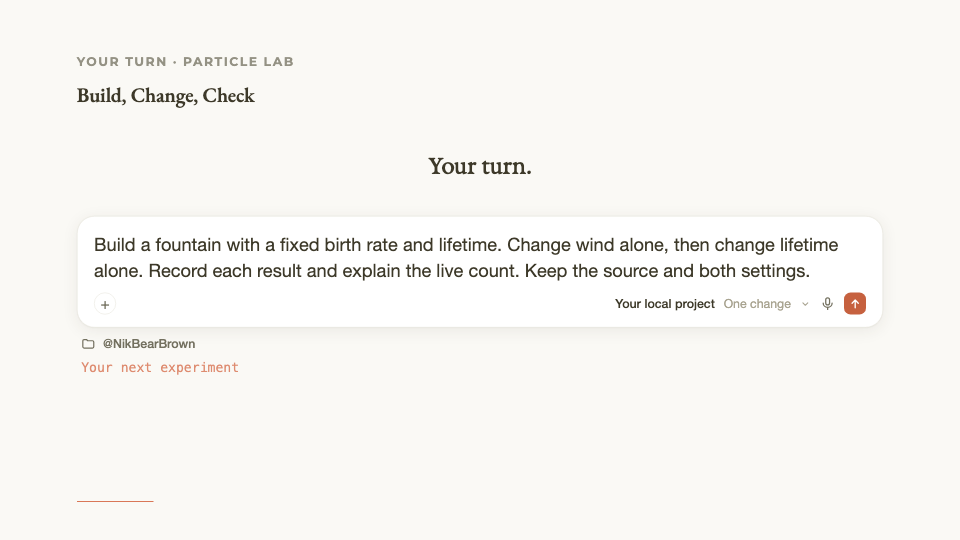 YOUR TURN · PARTICLE LAB
Build, Change, Check
Your turn.
Build a fountain with a fixed birth rate and lifetime. Change wind alone, then change lifetime
alone. Record each result and explain the live count. Keep the source and both settings.
Your local project One change
@NikBearBrown
Your next experiment